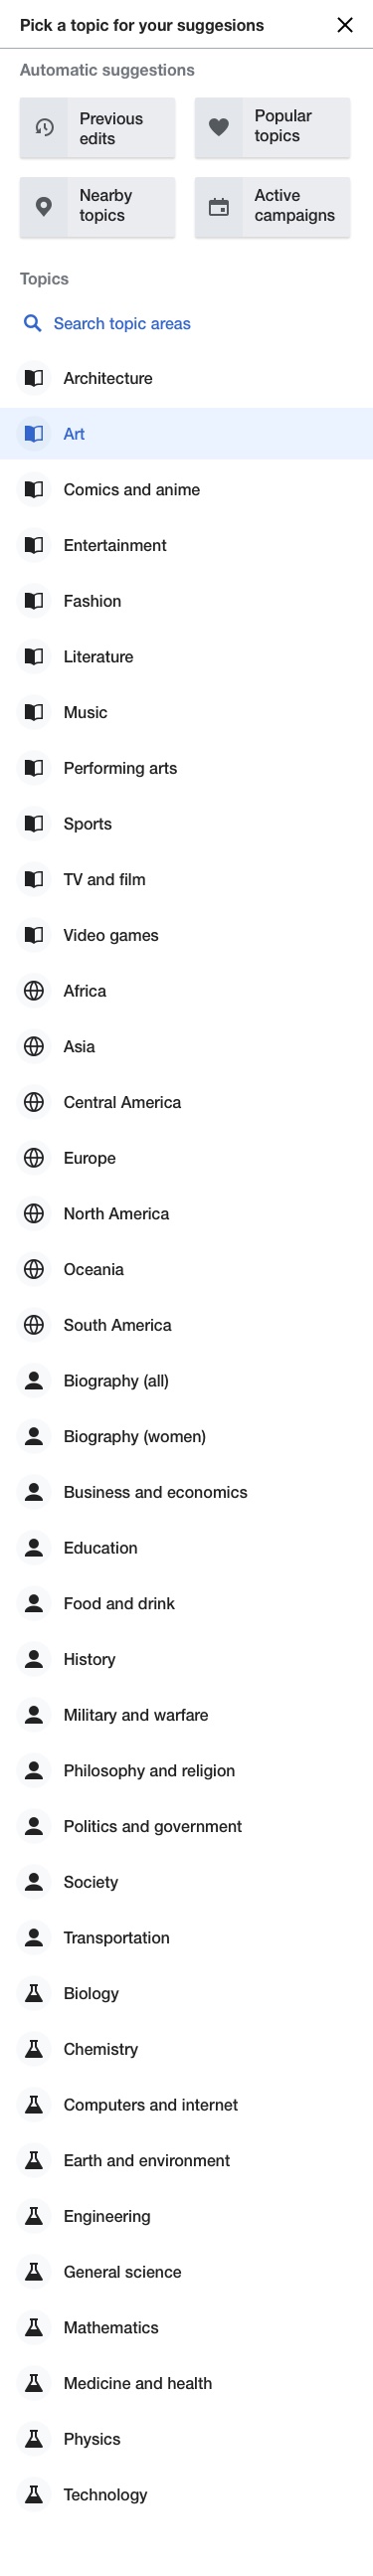 Pick a topic for your suggesions
Automatic suggestions
Previous
edits
Popular
topics
Nearby
topics
Active
campaigns
Topics
Search topic areas
Architecture
Art
Comics and anime
Entertainment
Fashion
Literature
Music
Performing arts
Sports
TV and film
Video games
Africa
Asia
Central America
Europe
North America
Oceania
South America
Biography (all)
Biography (women)
Business and economics
Education
Food and drink
History
Military and warfare
Philosophy and religion
Politics and government
Society
Transportation
Biology
Chemistry
Computers and internet
Earth and environment
Engineering
General science
Mathematics
Medicine and health
Physics
Technology